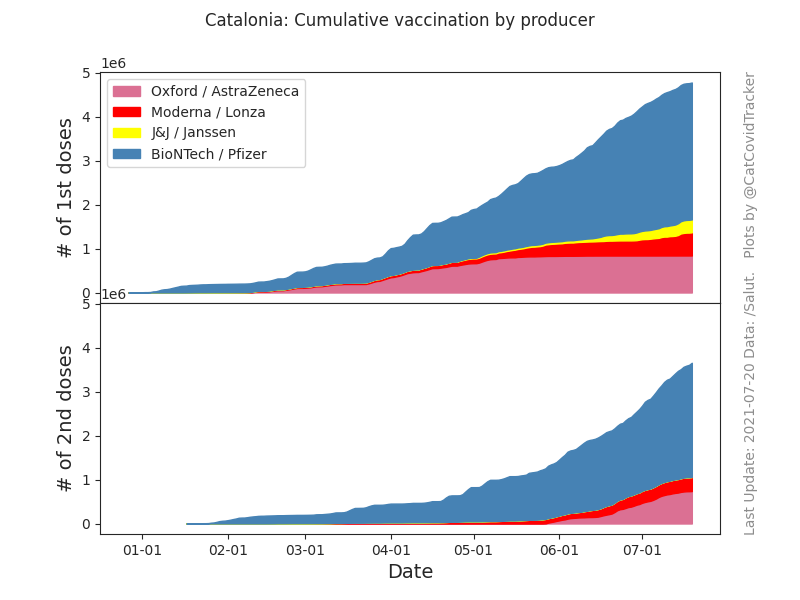 Catalonia: Cumulative vaccination by producer
1e6
5
4
3
2
1
0
# of 1st doses
Oxford / AstraZeneca
Moderna / Lonza
J&J / Janssen
BioNTech / Pfizer
1e6
5
4
3
2
1
0
# of 2nd doses
01-01 02-01 03-01 04-01 05-01 06-01 07-01
Date
Last Update: 2021-07-20 Data: /Salut. Plots by @CatCovidTracker